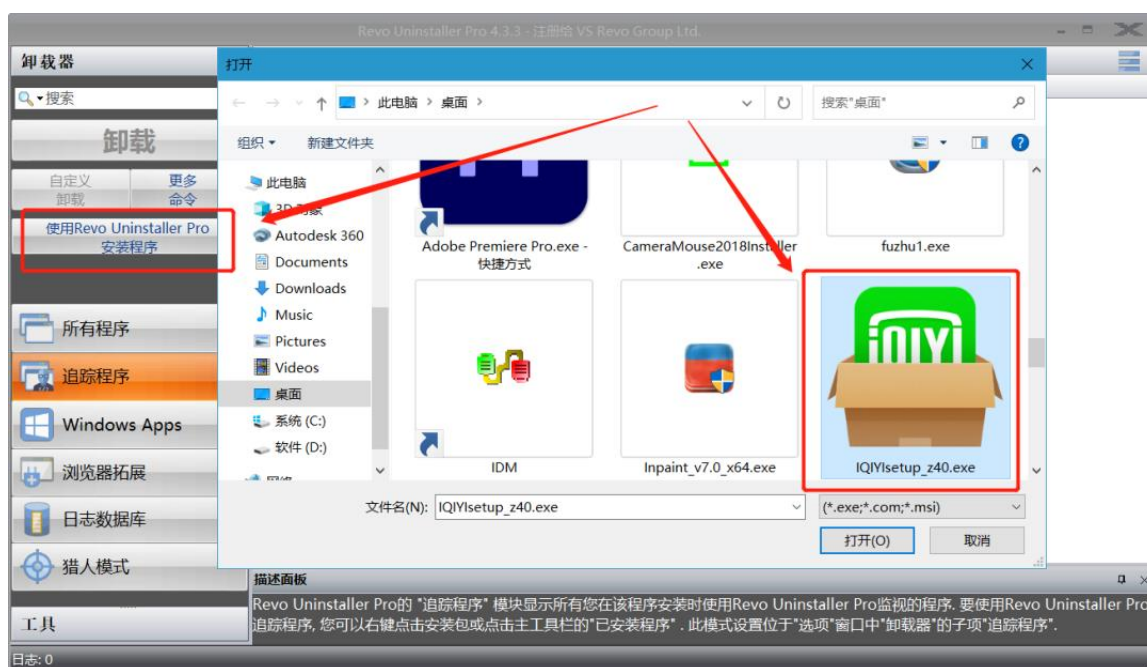 Revo Uninstaller Pro 4.3.3 - 注册给 VS Revo Group Ltd.
卸载器
搜索
卸载
自定义
卸载
更多
命令
使用Revo Uninstaller Pro
安装程序
所有程序
追踪程序
Windows Apps
浏览器拓展
日志数据库
猎人模式
工具
日志: 0
打开
此电脑 > 桌面 >
搜索"桌面"
组织
新建文件夹
此电脑
3D 对象
Autodesk 360
Documents
Downloads
Music
Pictures
Videos
桌面
系统 (C:)
软件 (D:)
Adobe Premiere Pro.exe -
快捷方式
CameraMouse2018Installer
.exe
fuzhu1.exe
IDM
Inpaint_v7.0_x64.exe
iQIYI
IQIYIsetup_z40.exe
文件名(N):
IQIYIsetup_z40.exe
(*.exe;*.com;*.msi)
打开(O)
取消
描述面板
Revo Uninstaller Pro的 "追踪程序" 模块显示所有您在该程序安装时使用Revo Uninstaller Pro监视的程序. 要使用Revo Uninstaller Pro
追踪程序, 您可以右键点击安装包或点击主工具栏的"已安装程序" . 此模式设置位于"选项"窗口中"卸载器"的子项"追踪程序".